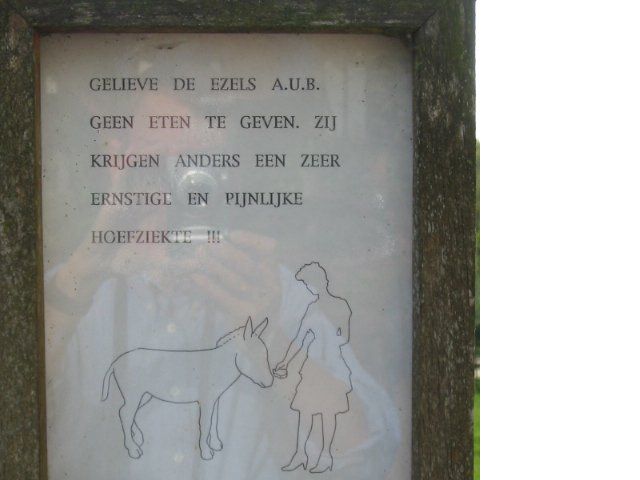 GELIEVE DE EZELS A.U.B.
GEEN ETEN TE GEVEN. ZIJ
KRIJGEN ANDERS EEN ZEER
ERNSTIGE EN PIJNLIJKE
HOEFZIEKTE !!!